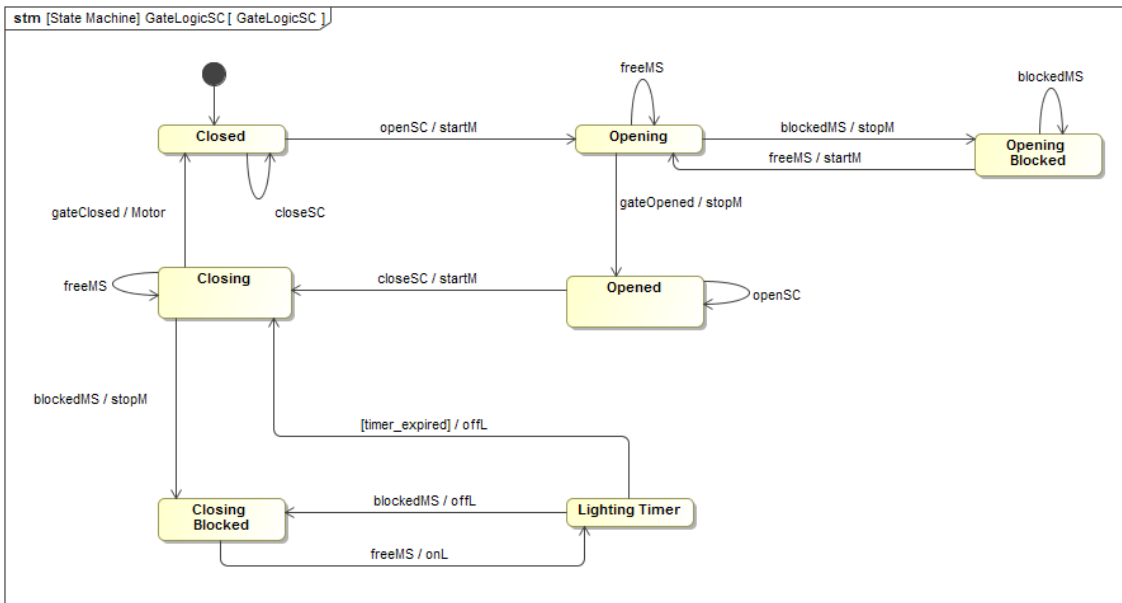 stm [State Machine] GateLogicSC [ GateLogicSC ]
freeMS
blockedMS
Closed
openSC / startM
Opening
blockedMS / stopM
Opening
Blocked
freeMS / startM
gateClosed / Motor
closeSC
gateOpened / stopM
Closing
closeSC / startM
Opened
freeMS
openSC
blockedMS / stopM
[timer_expired] / offL
Closing
Blocked
blockedMS / offL
Lighting Timer
freeMS / onL